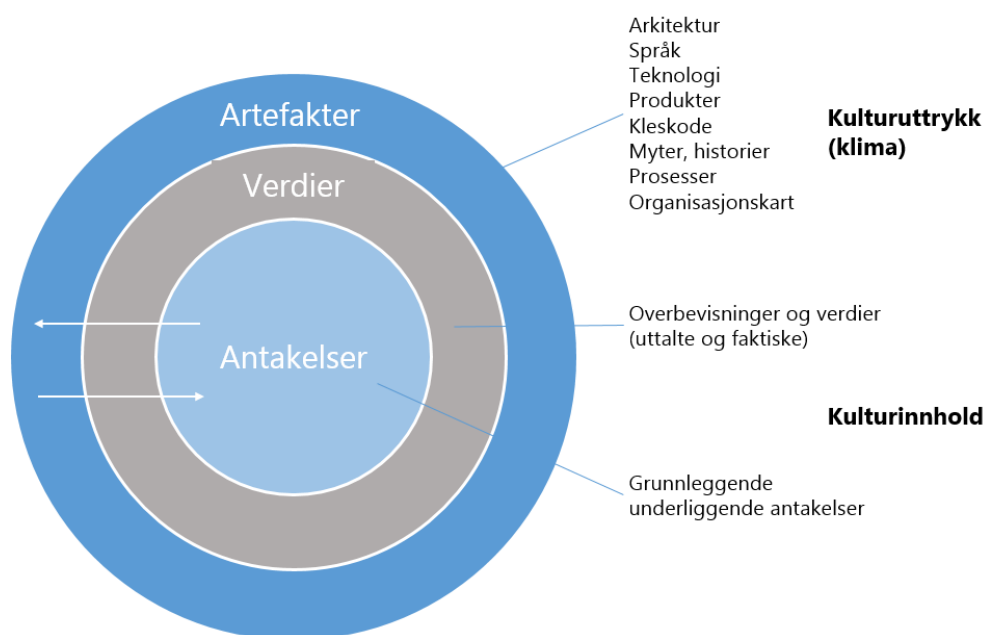 Arkitektur
Språk
Teknologi
Produkter
Kleskode
Myter, historier
Prosesser
Organisasjonskart
Kulturuttrykk
(klima)
Artefakter
Verdier
Antakelser
Overbevisninger og verdier
(uttalte og faktiske)
Kulturinnhold
Grunnleggende
underliggende antakelser